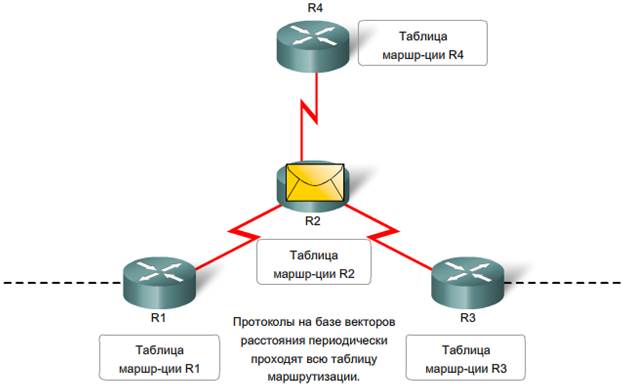 R4
Таблица
маршр-ции R4
R2
Таблица
маршр-ции R2
R1
R3
Протоколы на базе векторов
расстояния периодически
проходят всю таблицу
маршрутизации.
Таблица
маршр-ции R1
Таблица
маршр-ции R3